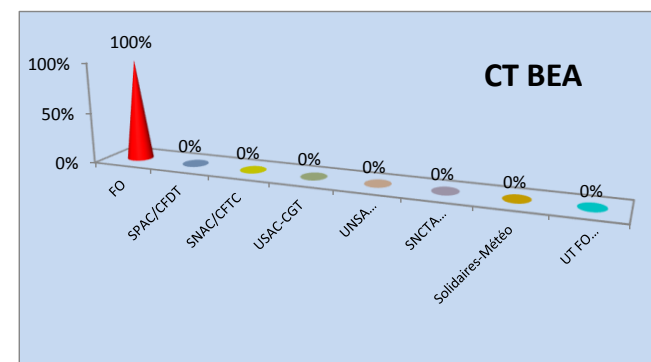 CT BEA
100%
50%
0%
100%
0%
0%
0%
0%
0%
0%
0%
FO
SPAC/CFDT
SNAC/CFTC
USAC-CGT
UNSA...
SNCTA...
Solidaires-Météo
UT FO...